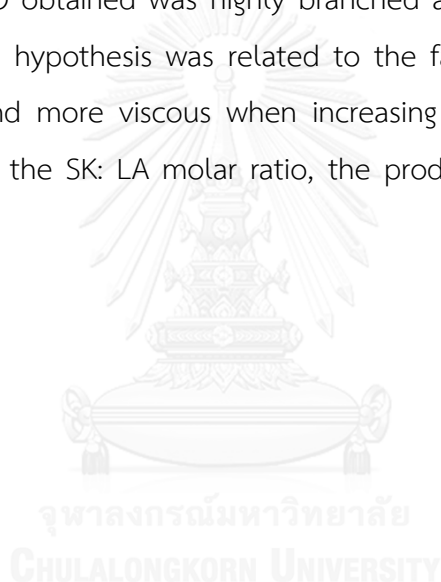 obtained was highly branched a
hypothesis was related to the fa
nd more viscous when increasing
the SK: LA molar ratio, the prod
จุฬาลงกรณ์มหาวิทยาลัย
CHULALONGKORN UNIVERSITY